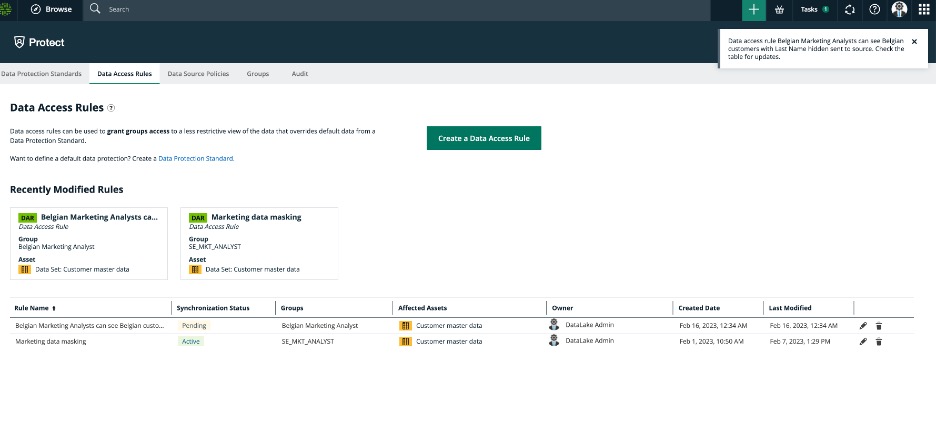 Browse
Search
Tasks 1
Protect
Data access rule Belgian Marketing Analysts can see Belgian
customers with Last Name hidden sent to source. Check the
table for updates.
Data Protection Standards Data Access Rules Data Source Policies Groups Audit
Data Access Rules ?
Data access rules can be used to grant groups access to a less restrictive view of the data that overrides default data from a
Data Protection Standard.
Create a Data Access Rule
Want to define a default data protection? Create a Data Protection Standard.
Recently Modified Rules
DAR Belgian Marketing Analysts ca...
Data Access Rule
Group
Belgian Marketing Analyst
Asset
Data Set: Customer master data
DAR Marketing data masking
Data Access Rule
Group
SE_MKT_ANALYST
Asset
Data Set: Customer master data
Rule Name Synchronization Status Groups Affected Assets Owner Created Date Last Modified
Belgian Marketing Analysts can see Belgian custo... Pending Belgian Marketing Analyst Customer master data DataLake Admin Feb 16, 2023, 12:34 AM Feb 16, 2023, 12:34 AM
Marketing data masking Active SE_MKT_ANALYST Customer master data DataLake Admin Feb 1, 2023, 10:50 AM Feb 7, 2023, 1:29 PM